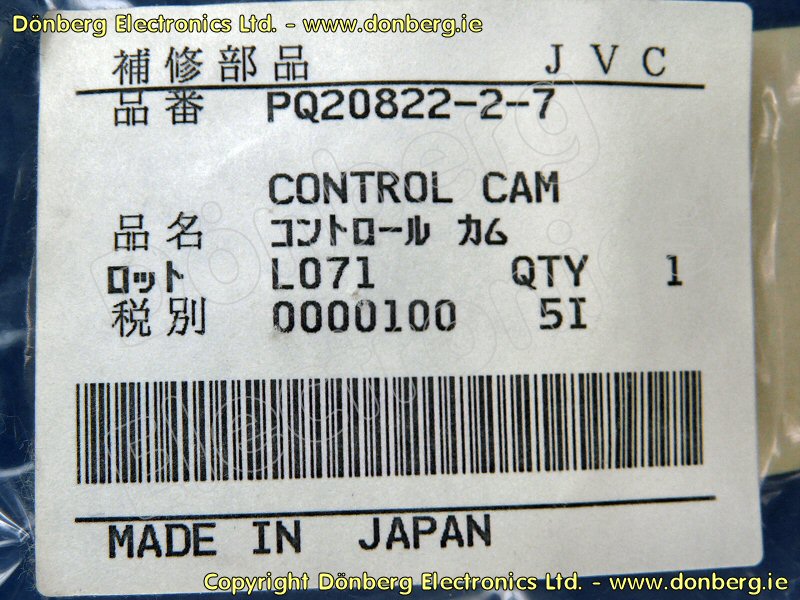 Dönberg Electronics Ltd. - www.donberg.ie
補修部品 JVC
品番 PQ20822-2-7
CONTROL CAM
品名 コントロール カム
ロット L071 QTY 1
税別 0000100 5I
MADE IN JAPAN
Copyright Dönberg Electronics Ltd. - www.donberg.ie